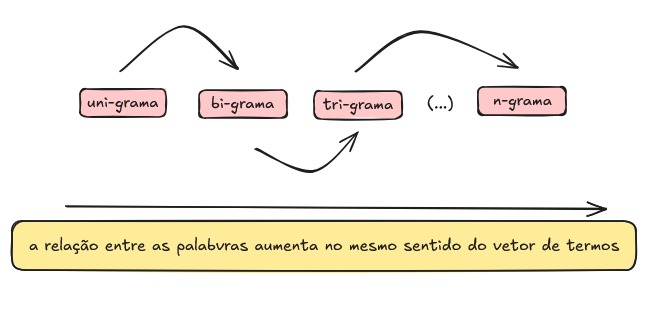 uni-grama
bi-grama
tri-grama
(...)
n-grama
a relação entre as palabvras aumenta no mesmo sentido do vetor de termos